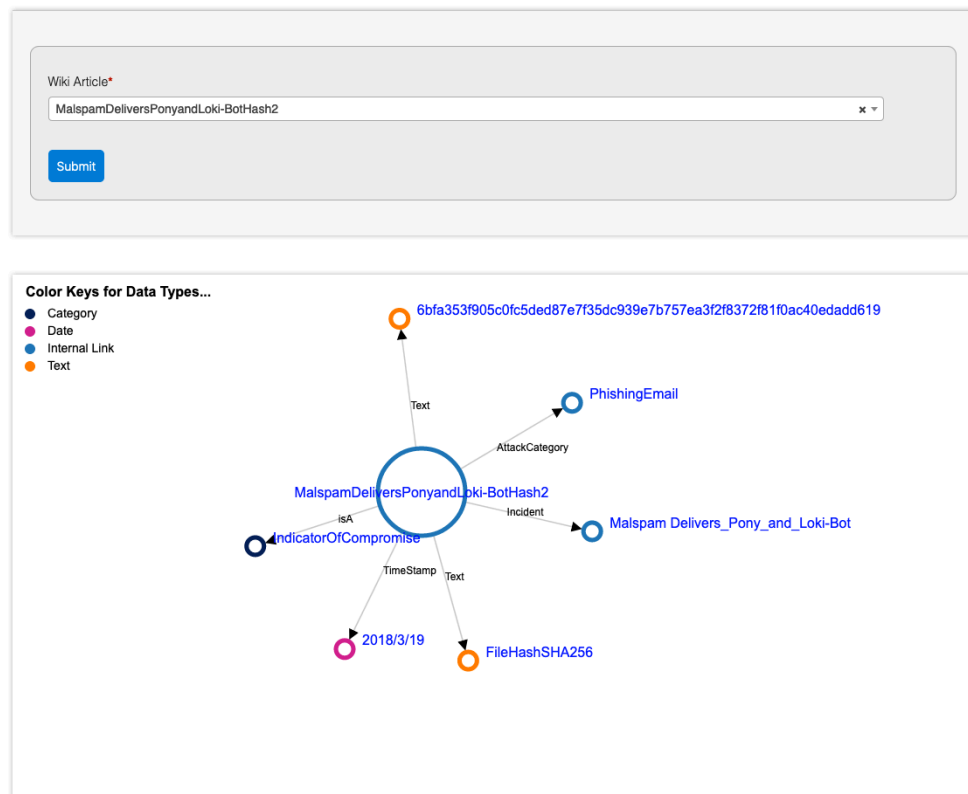 Wiki Article*
MalspamDeliversPonyandLoki-BotHash2
Submit
Color Keys for Data Types...
Category
Date
Internal Link
Text
6bfa353f905c0fc5ded87e7f35dc939e7b757ea3f2f8372f81f0ac40edadd619
Text
PhishingEmail
AttackCategory
MalspamDeliversPonyandLoki-BotHash2
Incident
Malspam Delivers_Pony_and_Loki-Bot
isA
IndicatorOfCompromise
TimeStamp
Text
2018/3/19
FileHashSHA256